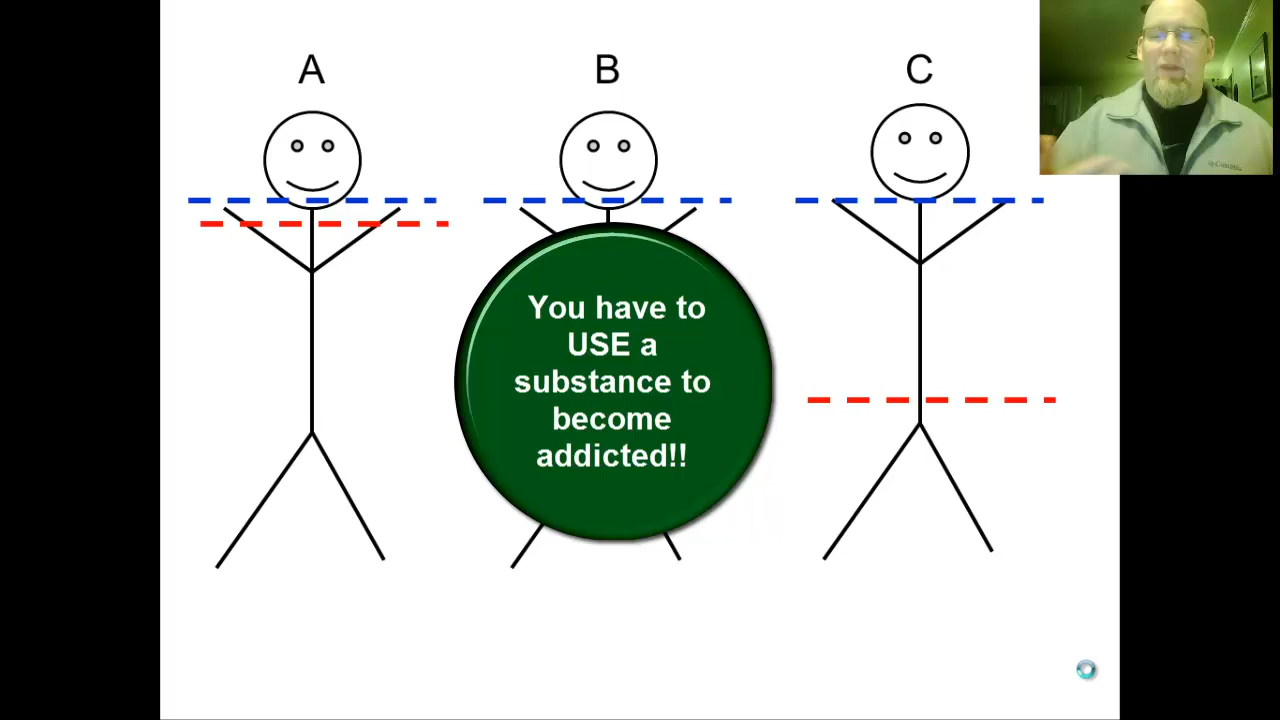 A B C
You have to
USE a
substance to
become
addicted!!